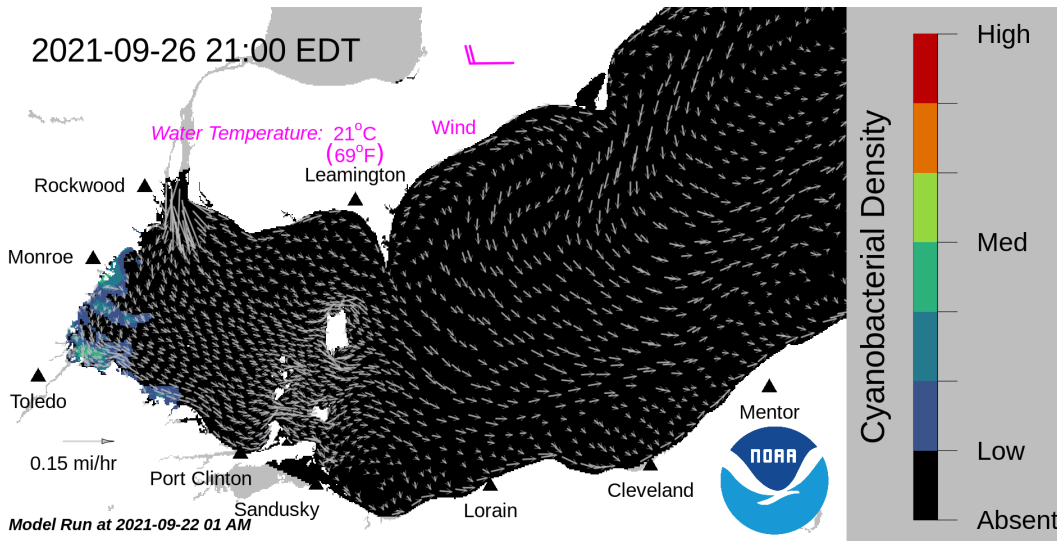 2021-09-26 21:00 EDT
Water Temperature: 21°C
(69°F)
Wind
Leamington
Rockwood
Monroe
Toledo
0.15 mi/hr
Port Clinton
Sandusky
Lorain
Cleveland
Mentor
NOAA
Model Run at 2021-09-22 01 AM
Cyanobacterial Density
High
Med
Low
Absent